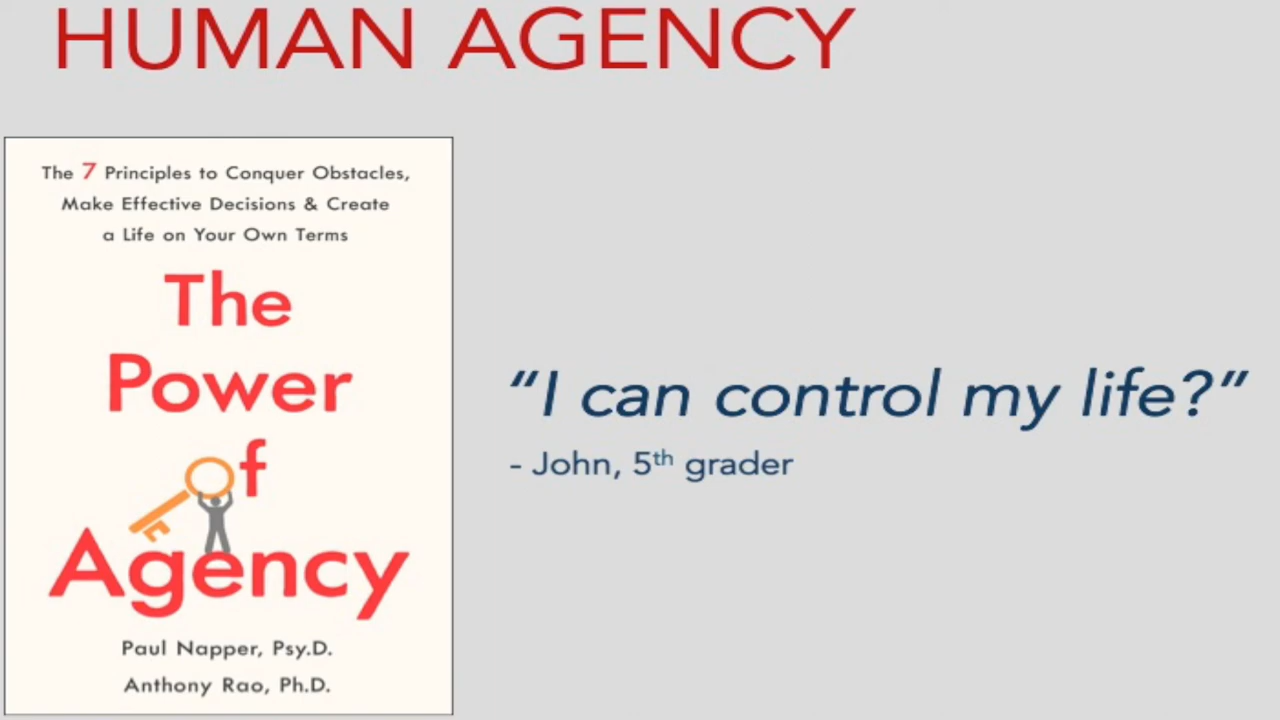 HUMAN AGENCY
The 7 Principles to Conquer Obstacles,
Make Effective Decisions & Create
a Life on Your Own Terms
The
Power
of
Agency
Paul Napper, Psy.D.
Anthony Rao, Ph.D.
“I can control my life?”
- John, 5th grader